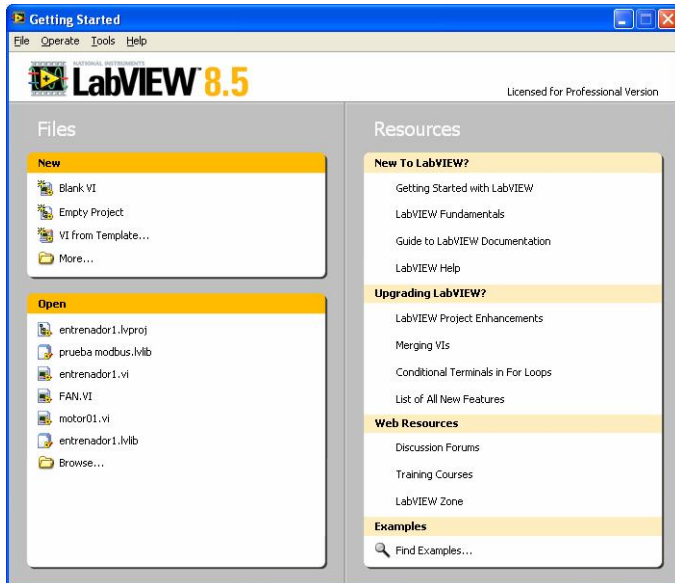 Getting Started
File Operate Tools Help
NATIONAL INSTRUMENTS
LabVIEW™ 8.5
Licensed for Professional Version
Files
New
Blank VI
Empty Project
VI from Template...
More...
Open
entrenador1.lvproj
prueba modbus.lvlib
entrenador1.vi
FAN.VI
motor01.vi
entrenador1.lvlib
Browse...
Resources
New To LabVIEW?
Getting Started with LabVIEW
LabVIEW Fundamentals
Guide to LabVIEW Documentation
LabVIEW Help
Upgrading LabVIEW?
LabVIEW Project Enhancements
Merging VIs
Conditional Terminals in For Loops
List of All New Features
Web Resources
Discussion Forums
Training Courses
LabVIEW Zone
Examples
Find Examples...